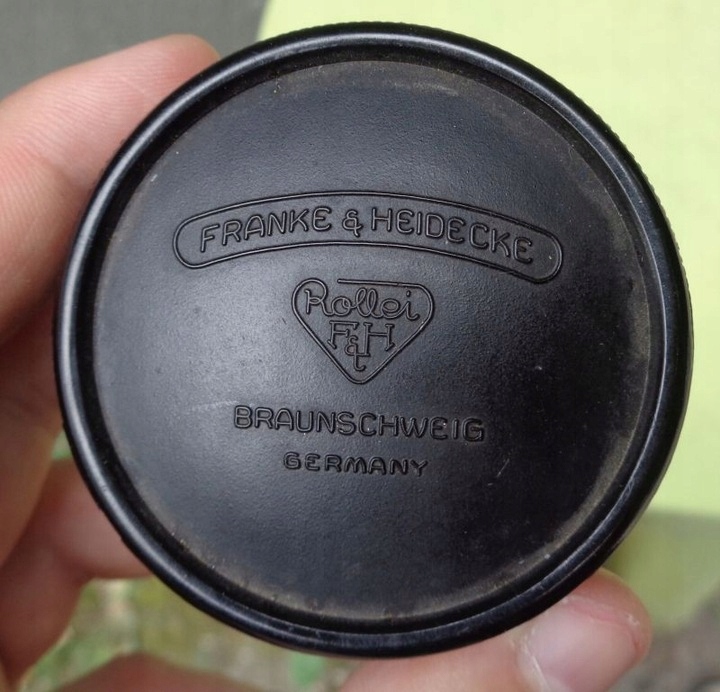 FRANKE & HEIDECKE
Rollei
F&H
BRAUNSCHWEIG
GERMANY